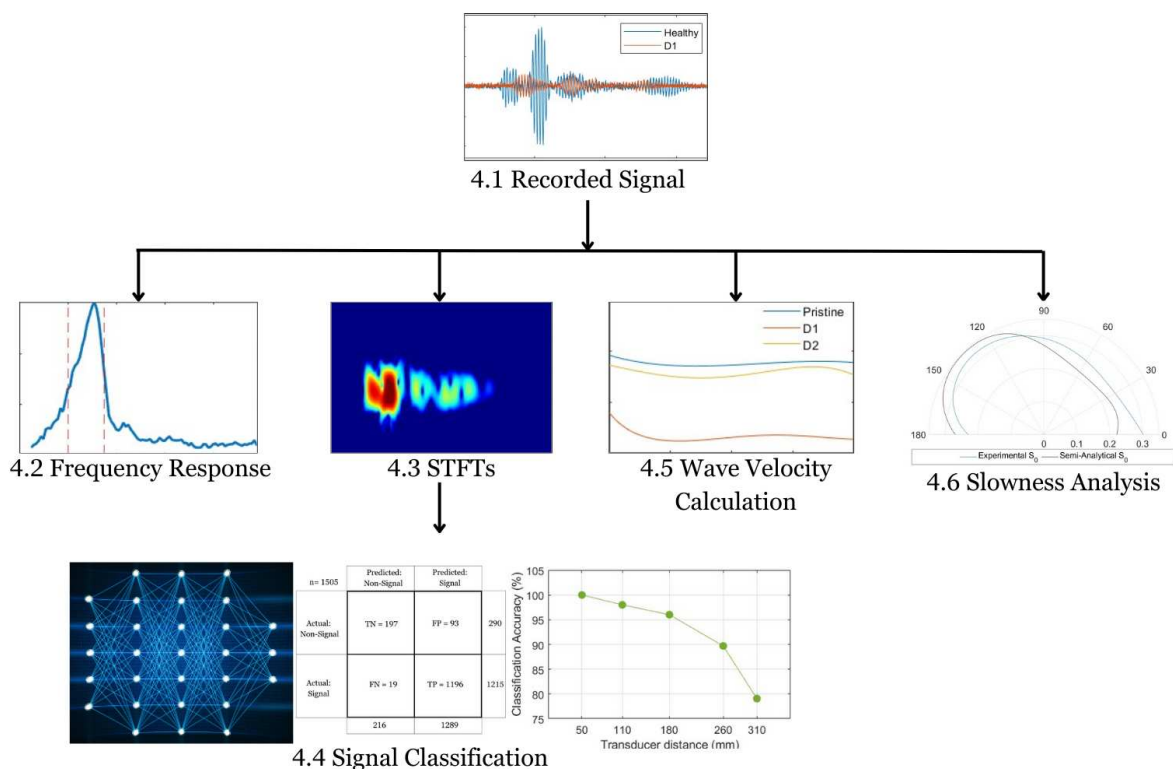 Healthy
D1
4.1 Recorded Signal
4.2 Frequency Response
4.3 STFTs
Pristine
D1
D2
4.5 Wave Velocity
Calculation
90
120
60
150
30
180
0
0.1
0.2
0.3
0
Experimental S0
Semi-Analytical S0
4.6 Slowness Analysis
n= 1505
Predicted:
Non-Signal
Predicted:
Signal
Actual:
Non-Signal
TN = 197
FP = 93
290
Actual:
Signal
FN = 19
TP = 1196
1215
216
1289
Classification Accuracy (%)
105
100
95
90
85
80
75
50
110
180
260
310
Transducer distance (mm)
4.4 Signal Classification